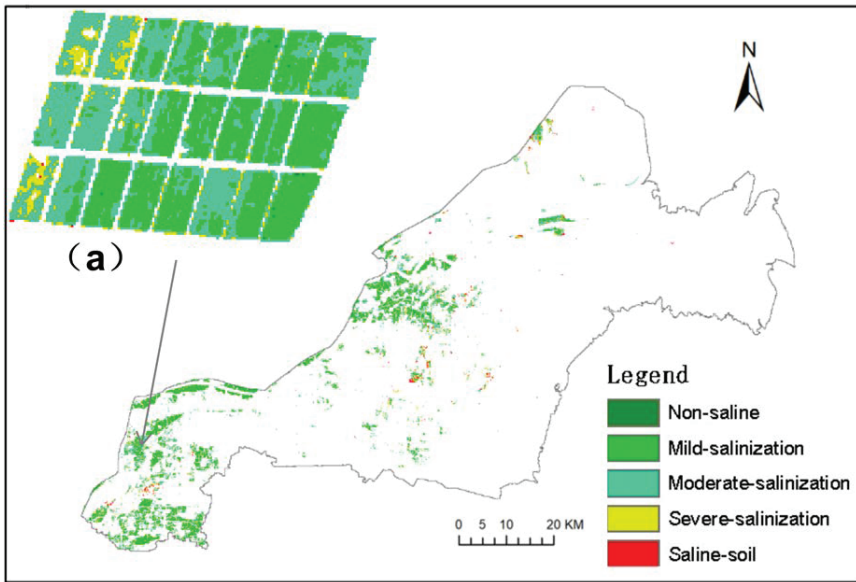 N
（a）
Legend
Non-saline
Mild-salinization
Moderate-salinization
Severe-salinization
Saline-soil
0 5 10 20 KM